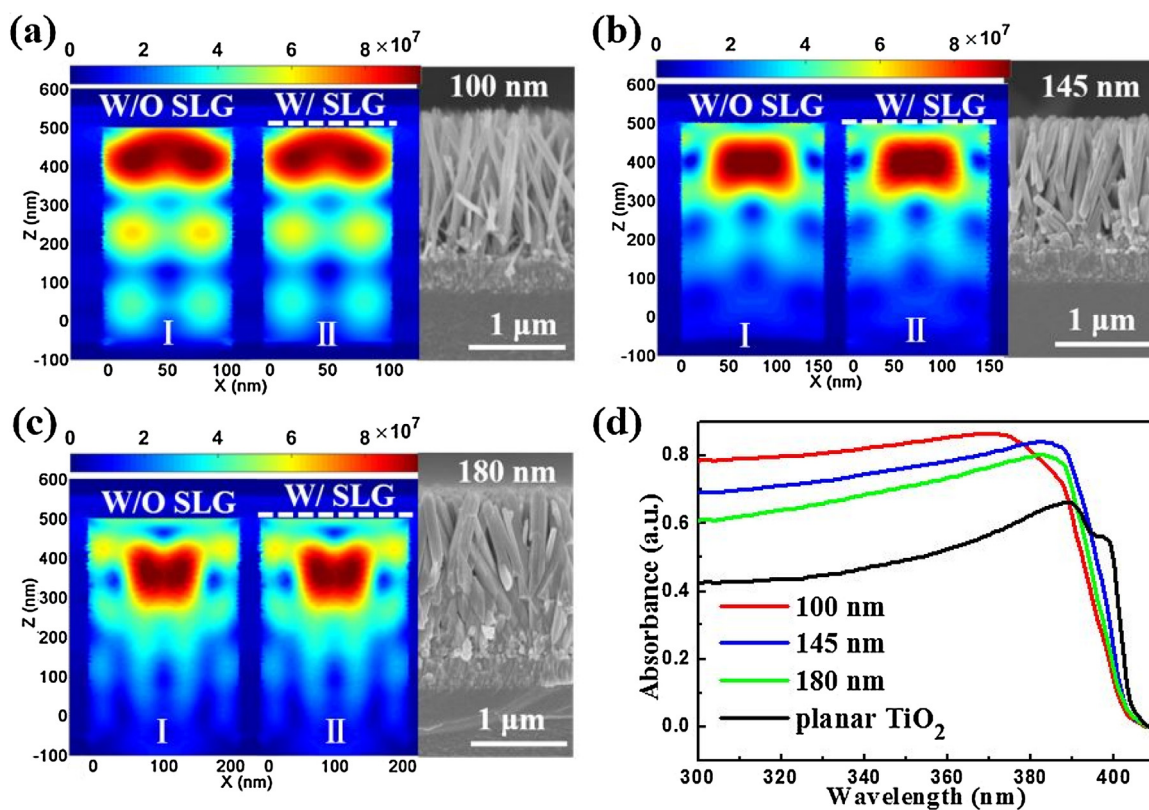 (a)
0 2 4 6 8 ×10⁷
600
500
400
300
200
100
0
-100
Z (nm)
W/O SLG
W/ SLG
I
II
0 50 100 0 50 100
X (nm)
100 nm
1 μm
(b)
0 2 4 6 8 ×10⁷
600
500
400
300
200
100
0
-100
Z (nm)
W/O SLG
W/ SLG
I
II
0 50 100 150 0 50 100 150
X (nm)
145 nm
1 μm
(c)
0 2 4 6 8 ×10⁷
600
500
400
300
200
100
0
-100
Z (nm)
W/O SLG
W/ SLG
I
II
0 100 200 0 100 200
X (nm)
180 nm
1 μm
(d)
Absorbance (a.u.)
0.8
0.6
0.4
0.2
0.0
100 nm
145 nm
180 nm
planar TiO₂
300 320 340 360 380 400
Wavelength (nm)